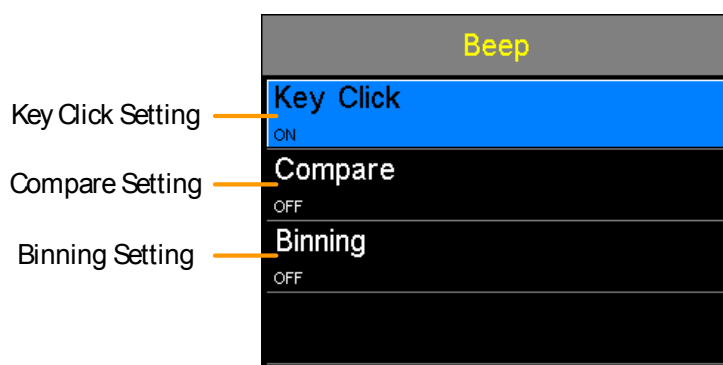 Beep
Key Click Setting
Key Click
ON
Compare Setting
Compare
OFF
Binning Setting
Binning
OFF